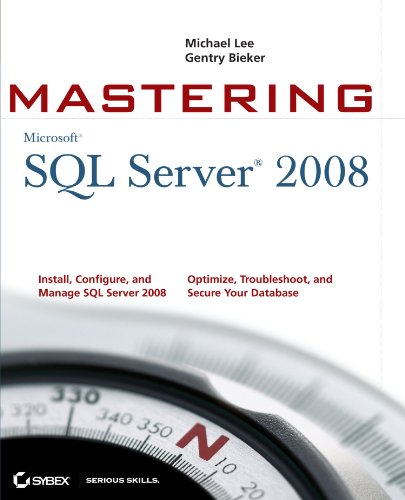 Michael Lee
Gentry Bieker
MASTERING
Microsoft®
SQL Server® 2008
Install, Configure, and
Manage SQL Server 2008
Optimize, Troubleshoot, and
Secure Your Database
330
340
350
N
10
20
SYBEX
SERIOUS SKILLS.